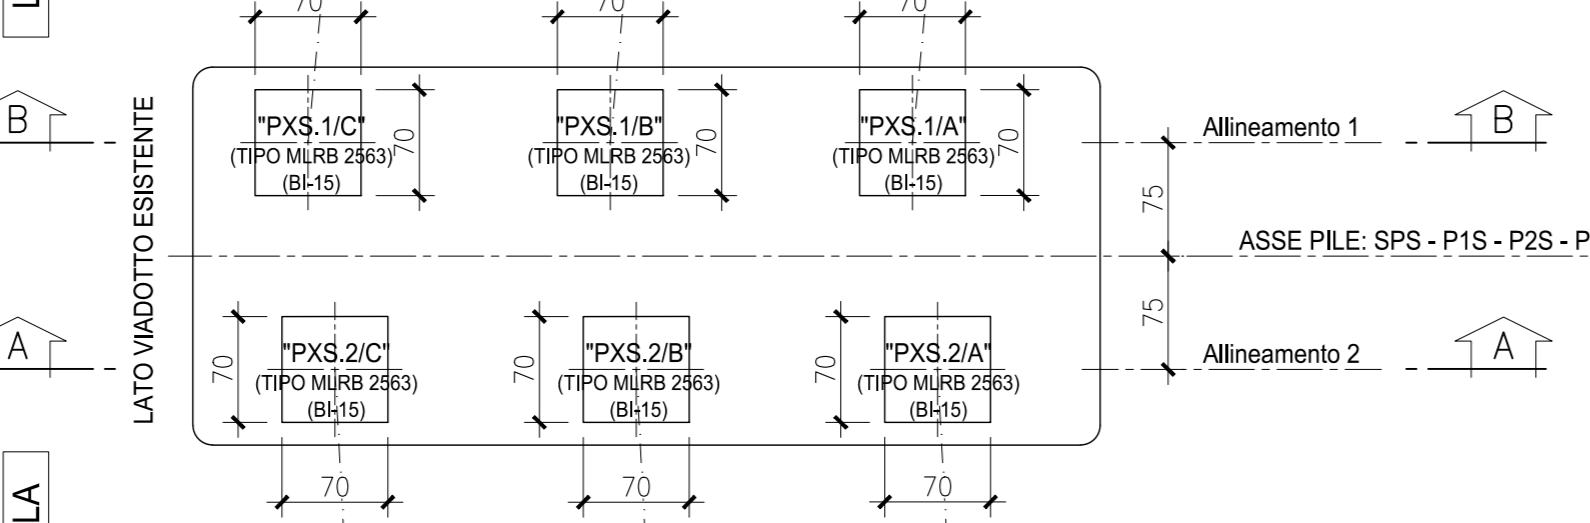 70
70
70
B
LATO VIADOTTO ESISTENTE
"PXS.1/C"
(TIPO MLRB 2563)
(BI-15)
70
"PXS.1/B"
(TIPO MLRB 2563)
(BI-15)
70
"PXS.1/A"
(TIPO MLRB 2563)
(BI-15)
70
Allineamento 1
B
75
ASSE PILE: SPS - P1S - P2S - P
75
A
70
"PXS.2/C"
(TIPO MLRB 2563)
(BI-15)
70
"PXS.2/B"
(TIPO MLRB 2563)
(BI-15)
70
"PXS.2/A"
(TIPO MLRB 2563)
(BI-15)
Allineamento 2
A
LA
70
70
70